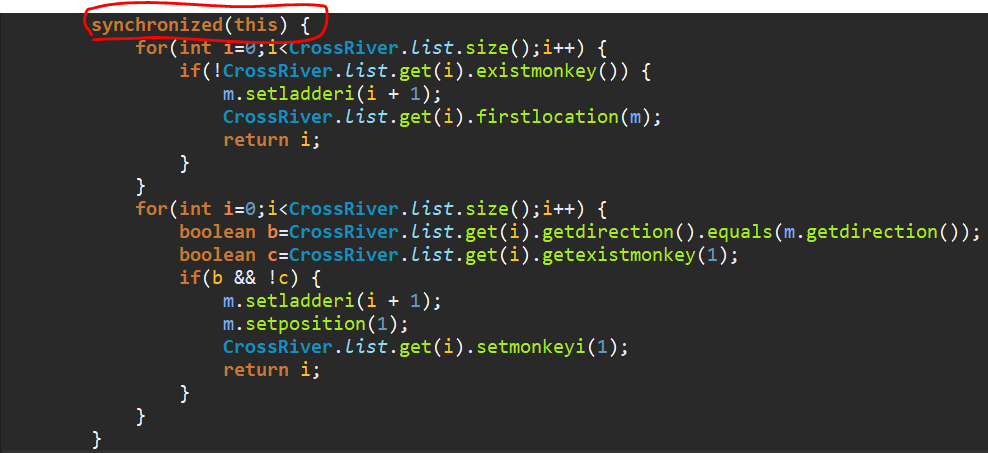 synchronized(this) {
for(int i=0;i<CrossRiver.list.size();i++) {
if(!CrossRiver.list.get(i).existmonkey()) {
m.setladderi(i + 1);
CrossRiver.list.get(i).firstlocation(m);
return i;
}
}
for(int i=0;i<CrossRiver.list.size();i++) {
boolean b=CrossRiver.list.get(i).getdirection().equals(m.getdirection());
boolean c=CrossRiver.list.get(i).getexistmonkey(1);
if(b && !c) {
m.setladderi(i + 1);
m.setposition(1);
CrossRiver.list.get(i).setmonkeyi(1);
return i;
}
}
}